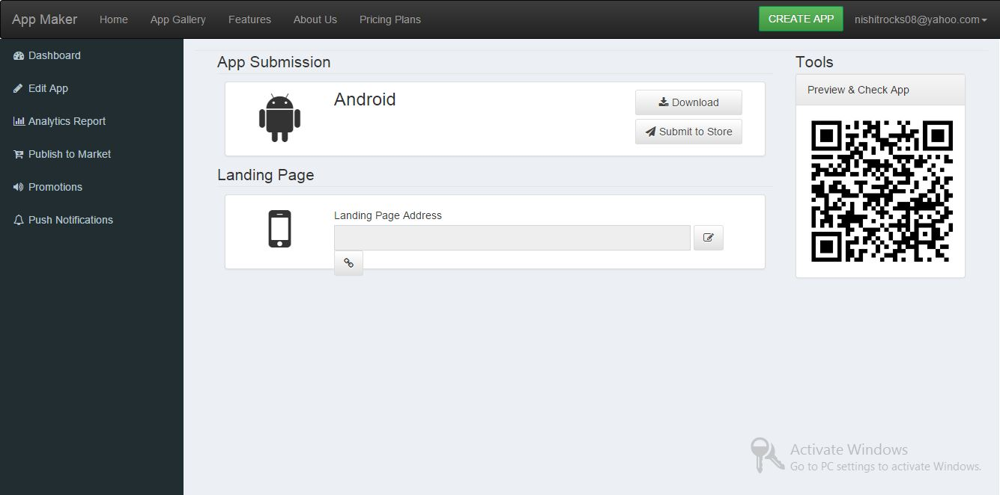 App Maker Home App Gallery Features About Us Pricing Plans CREATE APP nishitrocks08@yahoo.com
Dashboard
Edit App
Analytics Report
Publish to Market
Promotions
Push Notifications
App Submission
Android
Download
Submit to Store
Landing Page
Landing Page Address
Tools
Preview & Check App
Activate Windows
Go to PC settings to activate Windows.